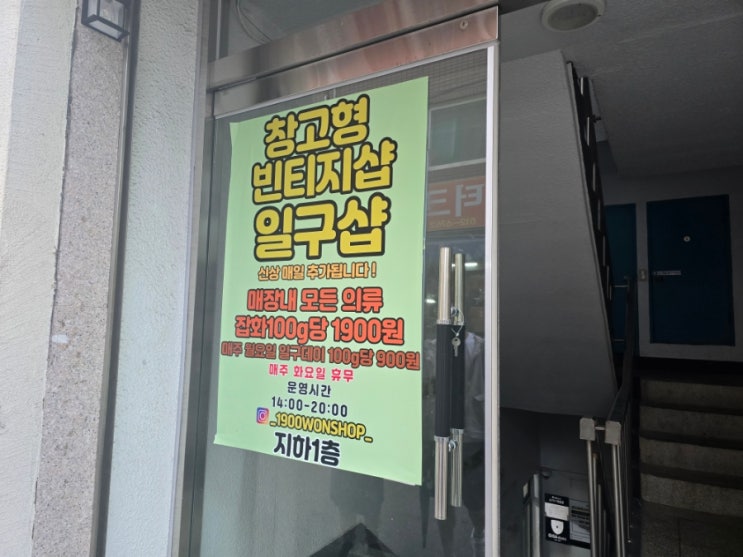 창고형
빈티지샵
일구샵
신상 매일 추가됩니다!
매장내 모든 의류
잡화100g당 1900원
매주 월요일 일구데이 100g당 900원
매주 화요일 휴무
운영시간
14:00-20:00
_1900WONSHOP_
지하1층